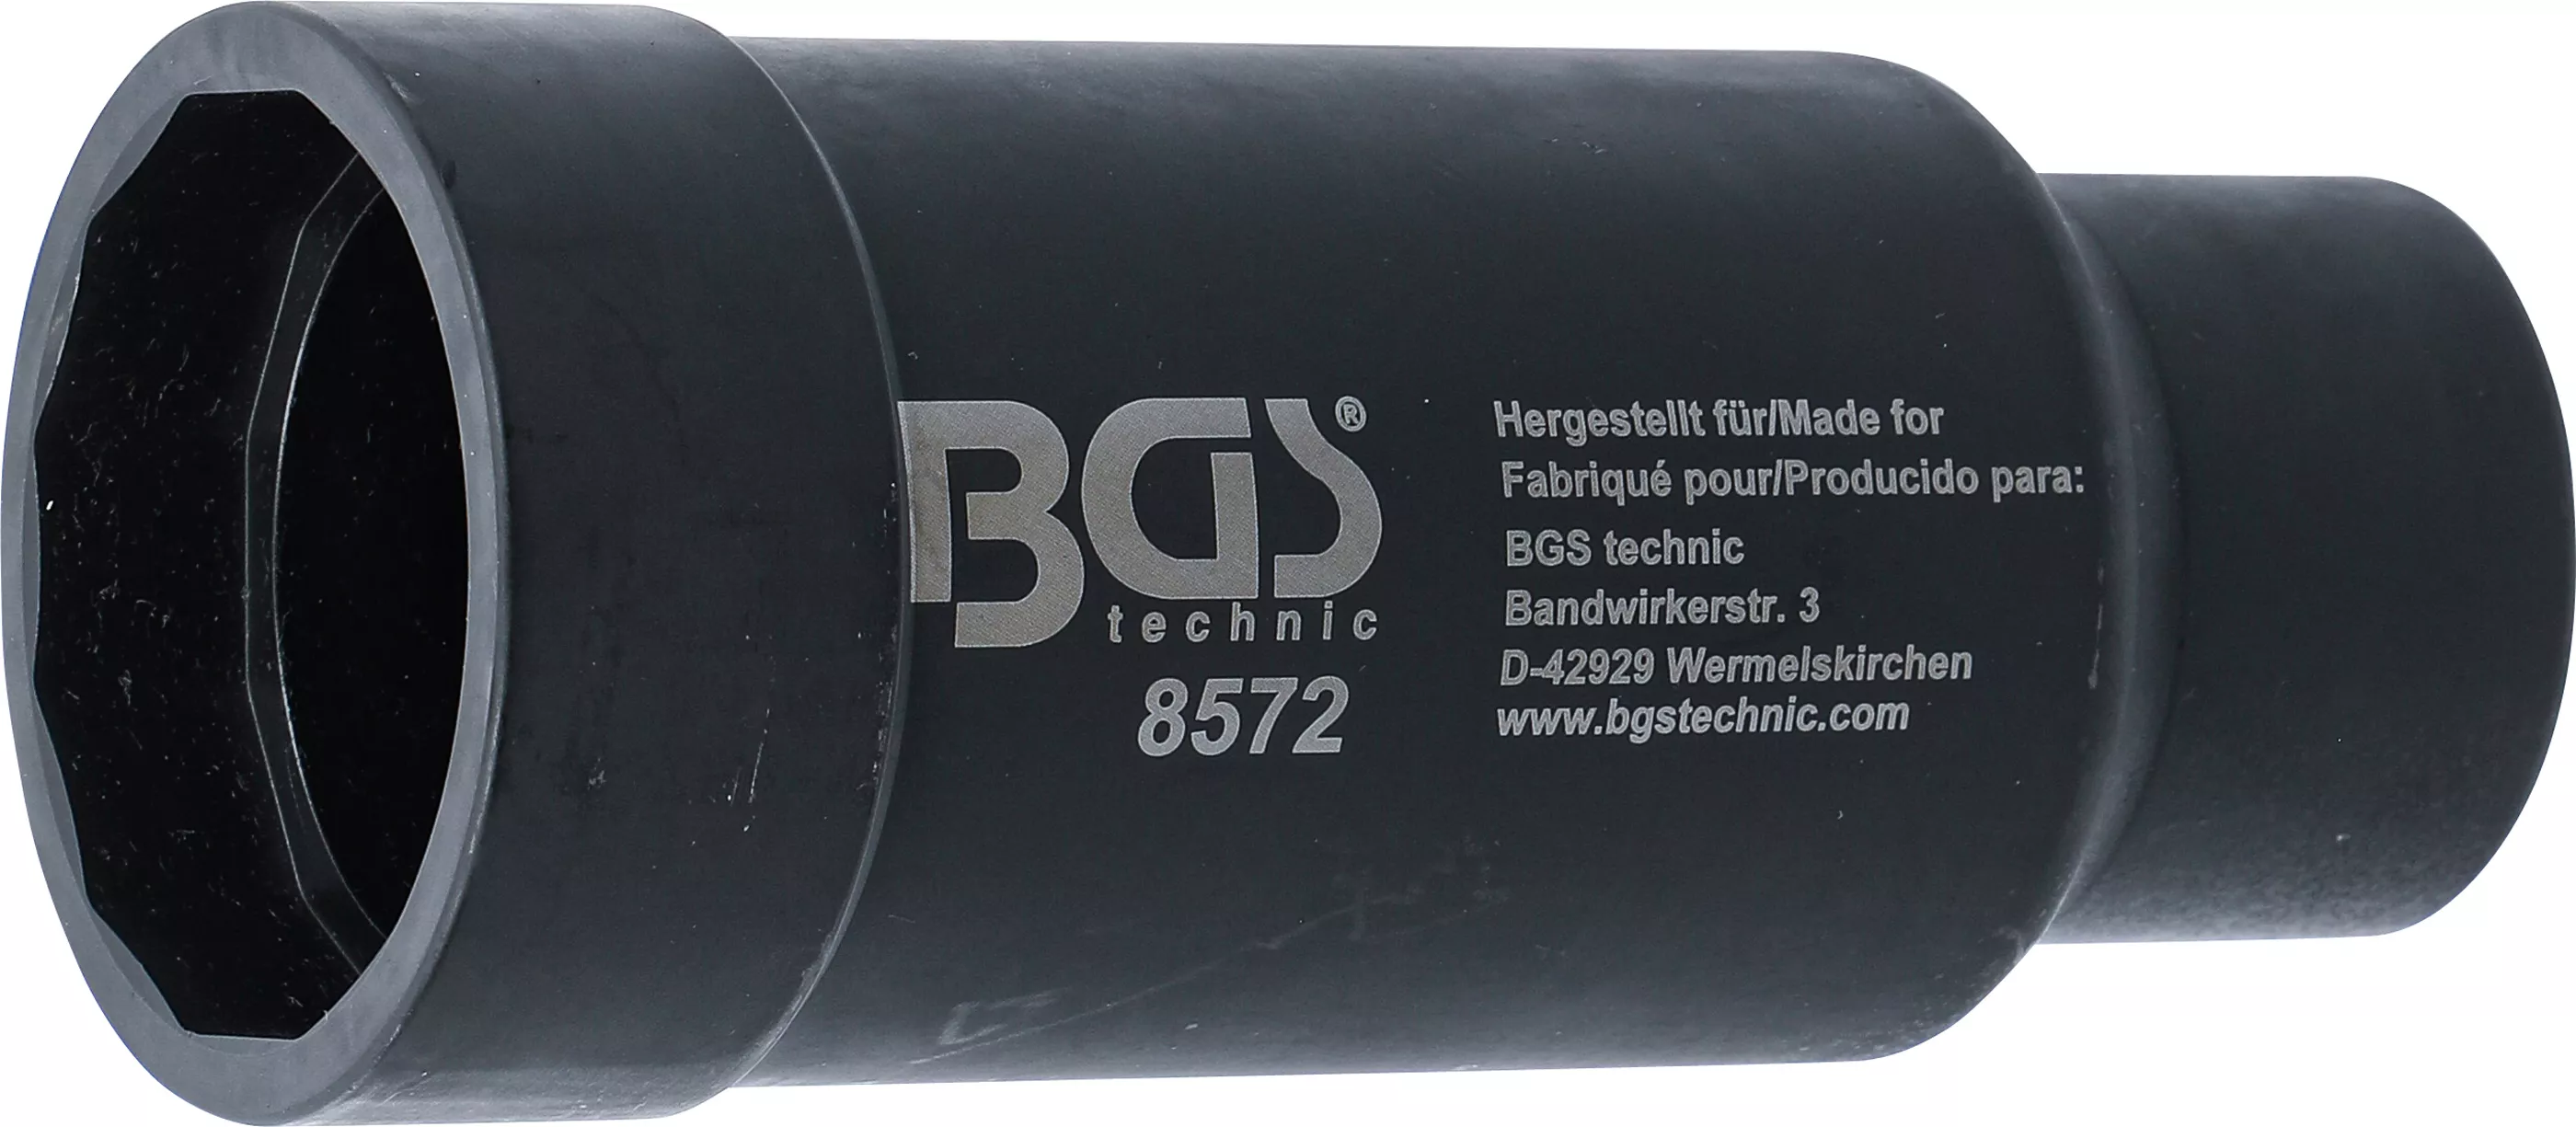 BGS®
technic
8572
Hergestellt für/Made for
Fabriqué pour/Producido para:
BGS technic
Bandwirkerstr. 3
D-42929 Wermelskirchen
www.bgstechnic.com